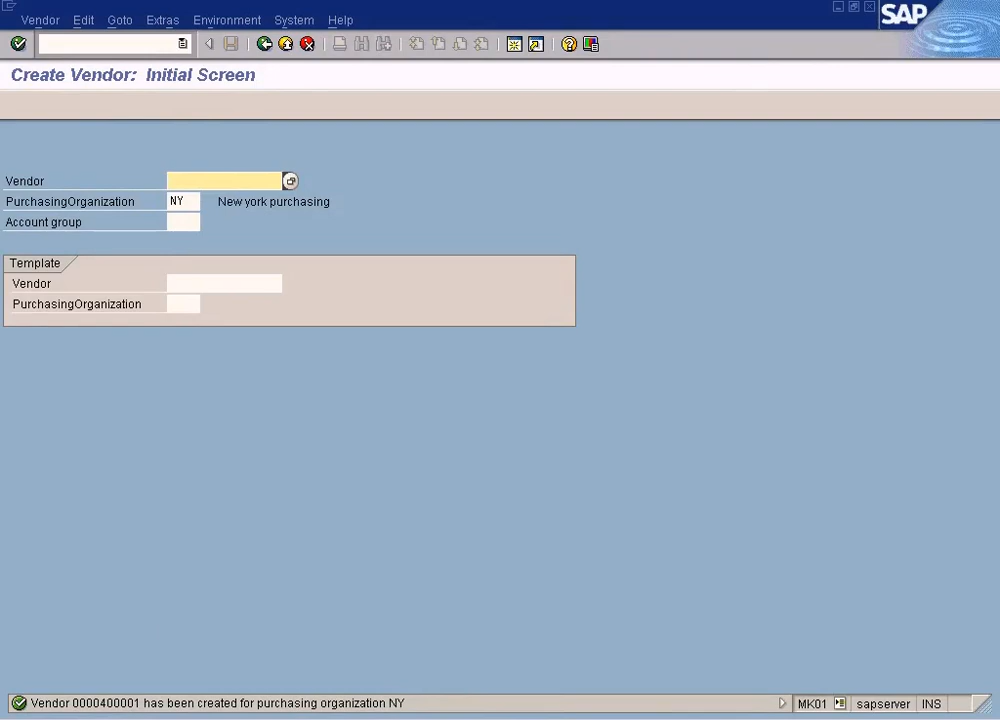 Vendor Edit Goto Extras Environment System Help
SAP
Create Vendor: Initial Screen
Vendor
PurchasingOrganization NY New york purchasing
Account group
Template
Vendor
PurchasingOrganization
Vendor 0000400001 has been created for purchasing organization NY MK01 sapserver INS